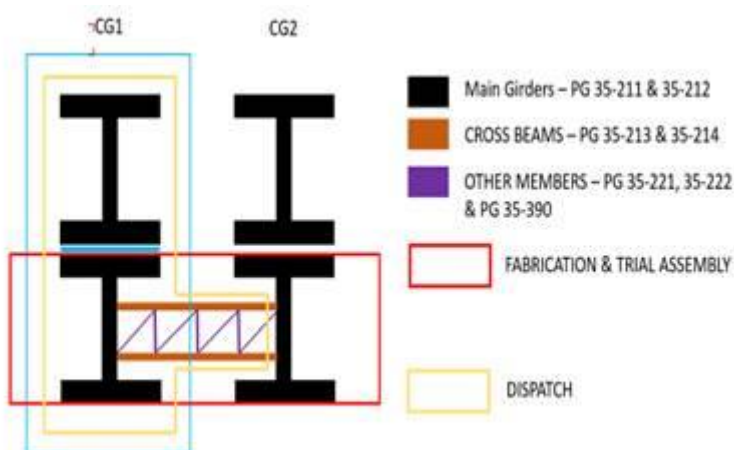 CG1
CG2
Main Girders – PG 35-211 & 35-212
CROSS BEAMS – PG 35-213 & 35-214
OTHER MEMBERS – PG 35-221, 35-222
& PG 35-390
FABRICATION & TRIAL ASSEMBLY
DISPATCH